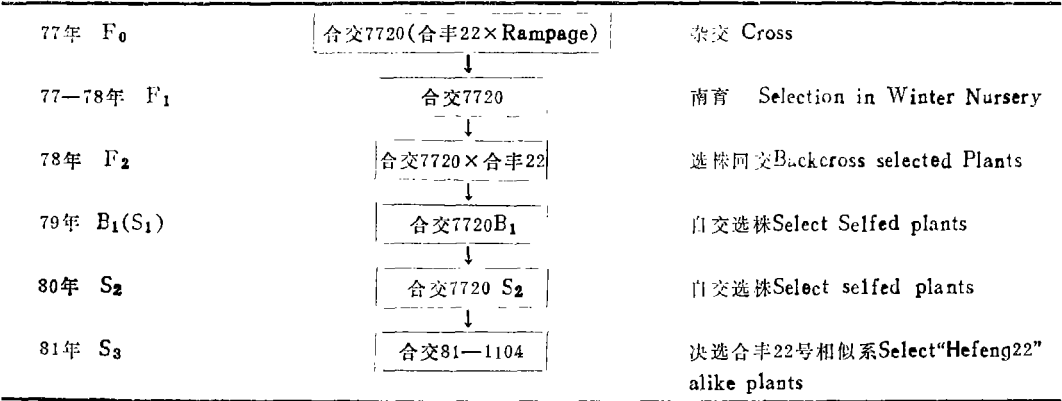 77年 F₀ 合交7720(合丰22×Rampage) 杂交 Cross
77—78年 F₁ 合交7720 南育 Selection in Winter Nursery
78年 F₂ 合交7720×合丰22 选株回交Backcross selected Plants
79年 B₁(S₁) 合交7720B₁ 自交选株Select Selfed plants
80年 S₂ 合交7720 S₂ 自交选株Select selfed plants
81年 S₃ 合交81—1104 决选合丰22号相似系Select“Hefeng22”
alike plants